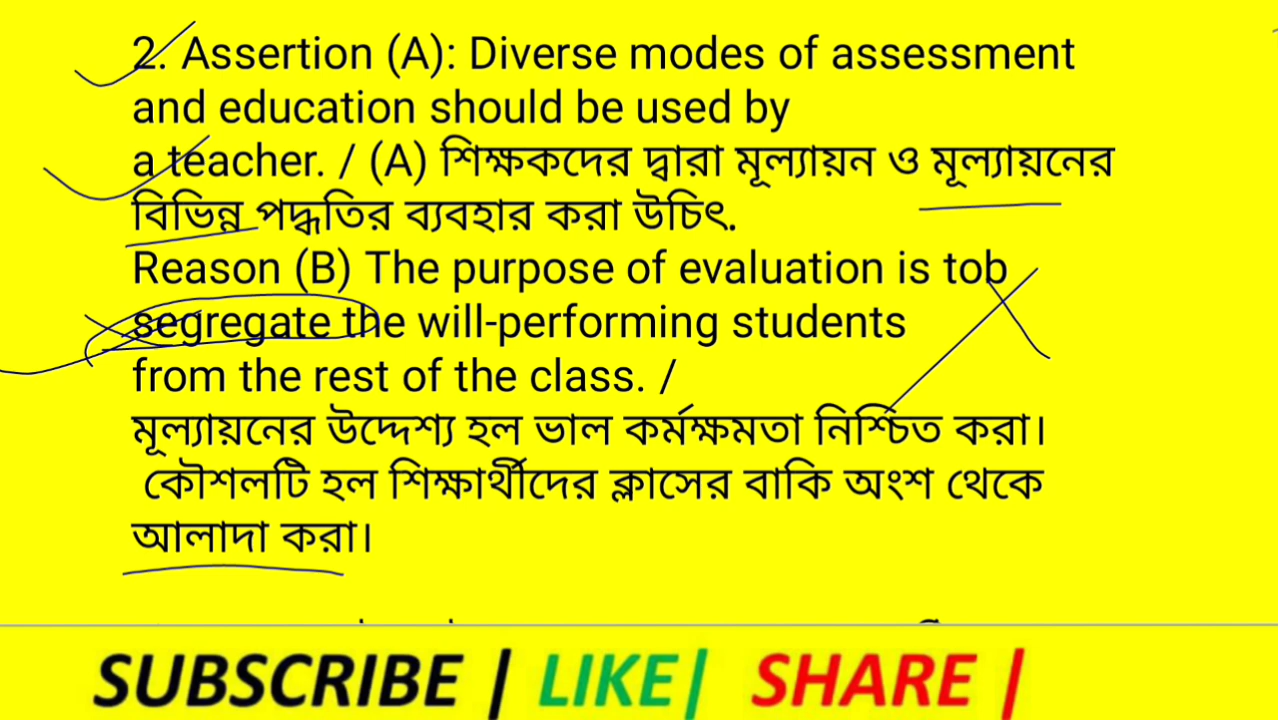 2. Assertion (A): Diverse modes of assessment
and education should be used by
a teacher. / (A) শিক্ষকদের দ্বারা মূল্যায়ন ও মূল্যায়নের
বিভিন্ন পদ্ধতির ব্যবহার করা উচিৎ.
Reason (B) The purpose of evaluation is tob
segregate the will-performing students
from the rest of the class. /
মূল্যায়নের উদ্দেশ্য হল ভাল কর্মক্ষমতা নিশ্চিত করা।
কৌশলটি হল শিক্ষার্থীদের ক্লাসের বাকি অংশ থেকে
আলাদা করা।
SUBSCRIBE | LIKE| SHARE |